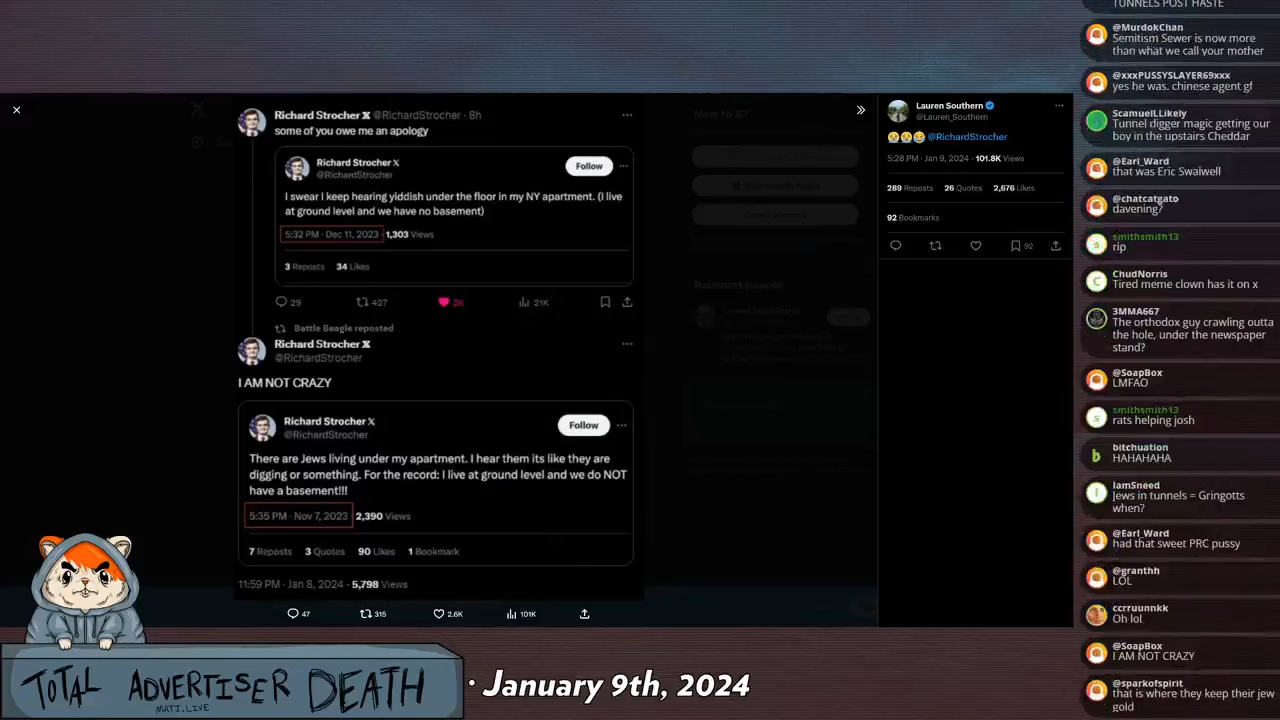 Richard Strocher X @RichardStrocher · 8h
some of you owe me an apology
Richard Strocher X
@RichardStrocher
Follow
I swear I keep hearing yiddish under the floor in my NY apartment. (I live
at ground level and we have no basement)
5:32 PM · Dec 11, 2023 · 1,303 Views
3 Reposts 34 Likes
29 427 2K 21K
Battle Beagle reposted
Richard Strocher X
@RichardStrocher
I AM NOT CRAZY
Richard Strocher X
@RichardStrocher
Follow
There are Jews living under my apartment. I hear them its like they are
digging or something. For the record: I live at ground level and we do NOT
have a basement!!!
5:35 PM · Nov 7, 2023 · 2,390 Views
7 Reposts 3 Quotes 90 Likes 1 Bookmark
11:59 PM · Jan 8, 2024 · 5,798 Views
47 315 2.6K 101K
New to X?
Relevant people
Lauren Southern
@Lauren_Southern
@RichardStrocher
5:28 PM · Jan 9, 2024 · 101.8K Views
289 Reposts 26 Quotes 2,676 Likes
92 Bookmarks
92
TUNNELS POST HASTE
@MurdokChan
Semitism Sewer is now more
than what we call your mother
@xxxPUSSYSLAYER69xxx
yes he was. chinese agent gf
@ScamuelLikely
Tunnel digger magic getting our
boy in the upstairs Cheddar
@Earl_Ward
that was Eric Swaiwell
@chatcatgato
davening?
smithsmith13
rip
ChudNorris
Tired meme clown has it on x
3MMA667
The orthodox guy crawling outta
the hole, under the newspaper
stand?
@SoapBox
LMFAO
smithsmith13
rats helping josh
bitchuation
HAHAHAHA
IamSneed
Jews in tunnels = Gringotts
when?
@Earl_Ward
had that sweet PRC pussy
@granthh
LOL
ccrruunnkk
Oh lol
@SoapBox
I AM NOT CRAZY
@sparkofspirit
that is where they keep their jew
gold
TOTAL ADVERTISER DEATH
MATI.LIVE
· January 9th, 2024